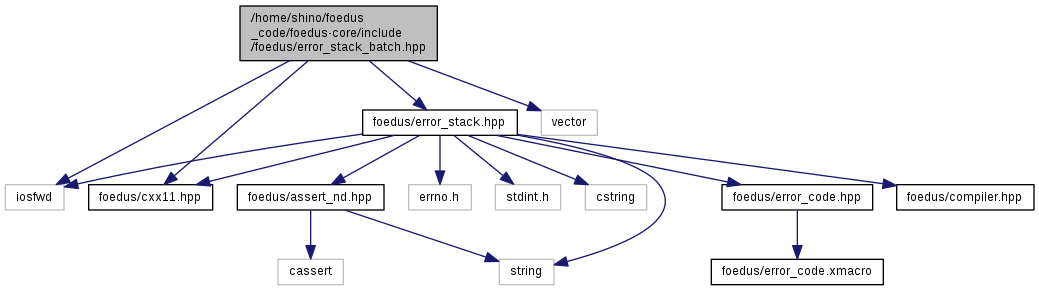 /home/shino/foedus
_code/foedus-core/include
/foedus/error_stack_batch.hpp
foedus/error_stack.hpp
vector
iosfwd
foedus/cxx11.hpp
foedus/assert_nd.hpp
errno.h
stdint.h
cstring
foedus/error_code.hpp
foedus/compiler.hpp
cassert
string
foedus/error_code.xmacro